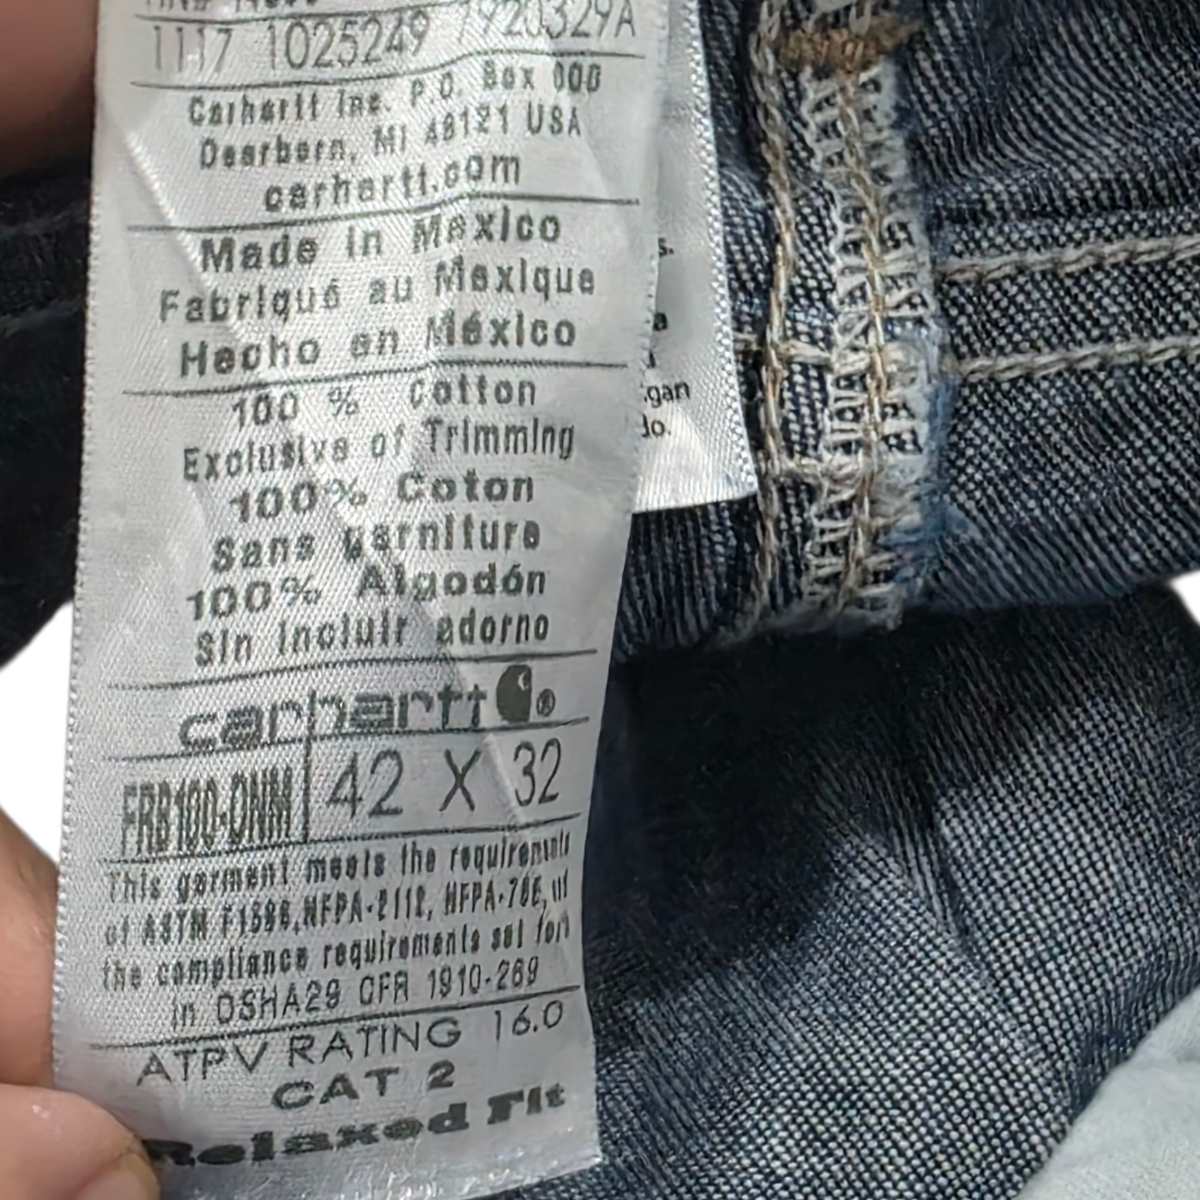 1117 1025249 7920329A
Carhartt Inc. P.O. Box 600
Dearborn, MI 48121 USA
carhartt.com
Made in Mexico
Fabriqué au Mexique
Hecho en México
100 % Cotton
Exclusive of Trimming
100% Coton
Sans garniture
100% Algodón
Sin incluir adorno
carhartt ®
FRB100-DNM 42 X 32
This garment meets the requirements
of ASTM F1506, NFPA-2112, NFPA-70E,
the compliance requirements set forth
in OSHA29 CFR 1910-269
ATPV RATING 16.0
CAT 2
Relaxed Fit
s.
a
gan
do.